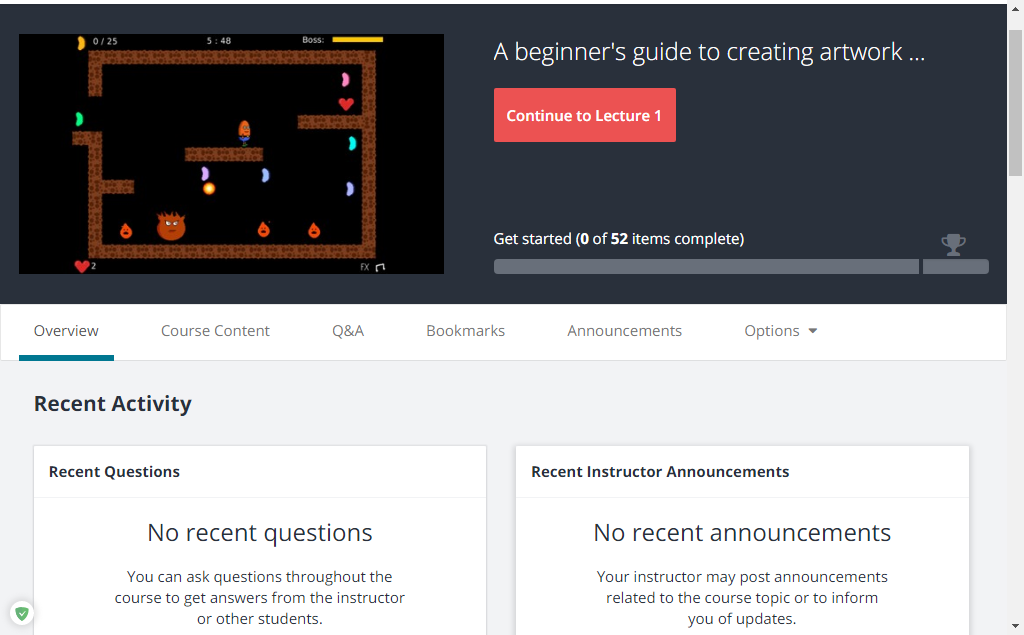 0 / 25 5 : 48 Boss:
2 FX
A beginner's guide to creating artwork ...
Continue to Lecture 1
Get started (0 of 52 items complete)
Overview Course Content Q&A Bookmarks Announcements Options
Recent Activity
Recent Questions
No recent questions
You can ask questions throughout the
course to get answers from the instructor
or other students.
Recent Instructor Announcements
No recent announcements
Your instructor may post announcements
related to the course topic or to inform
you of updates.